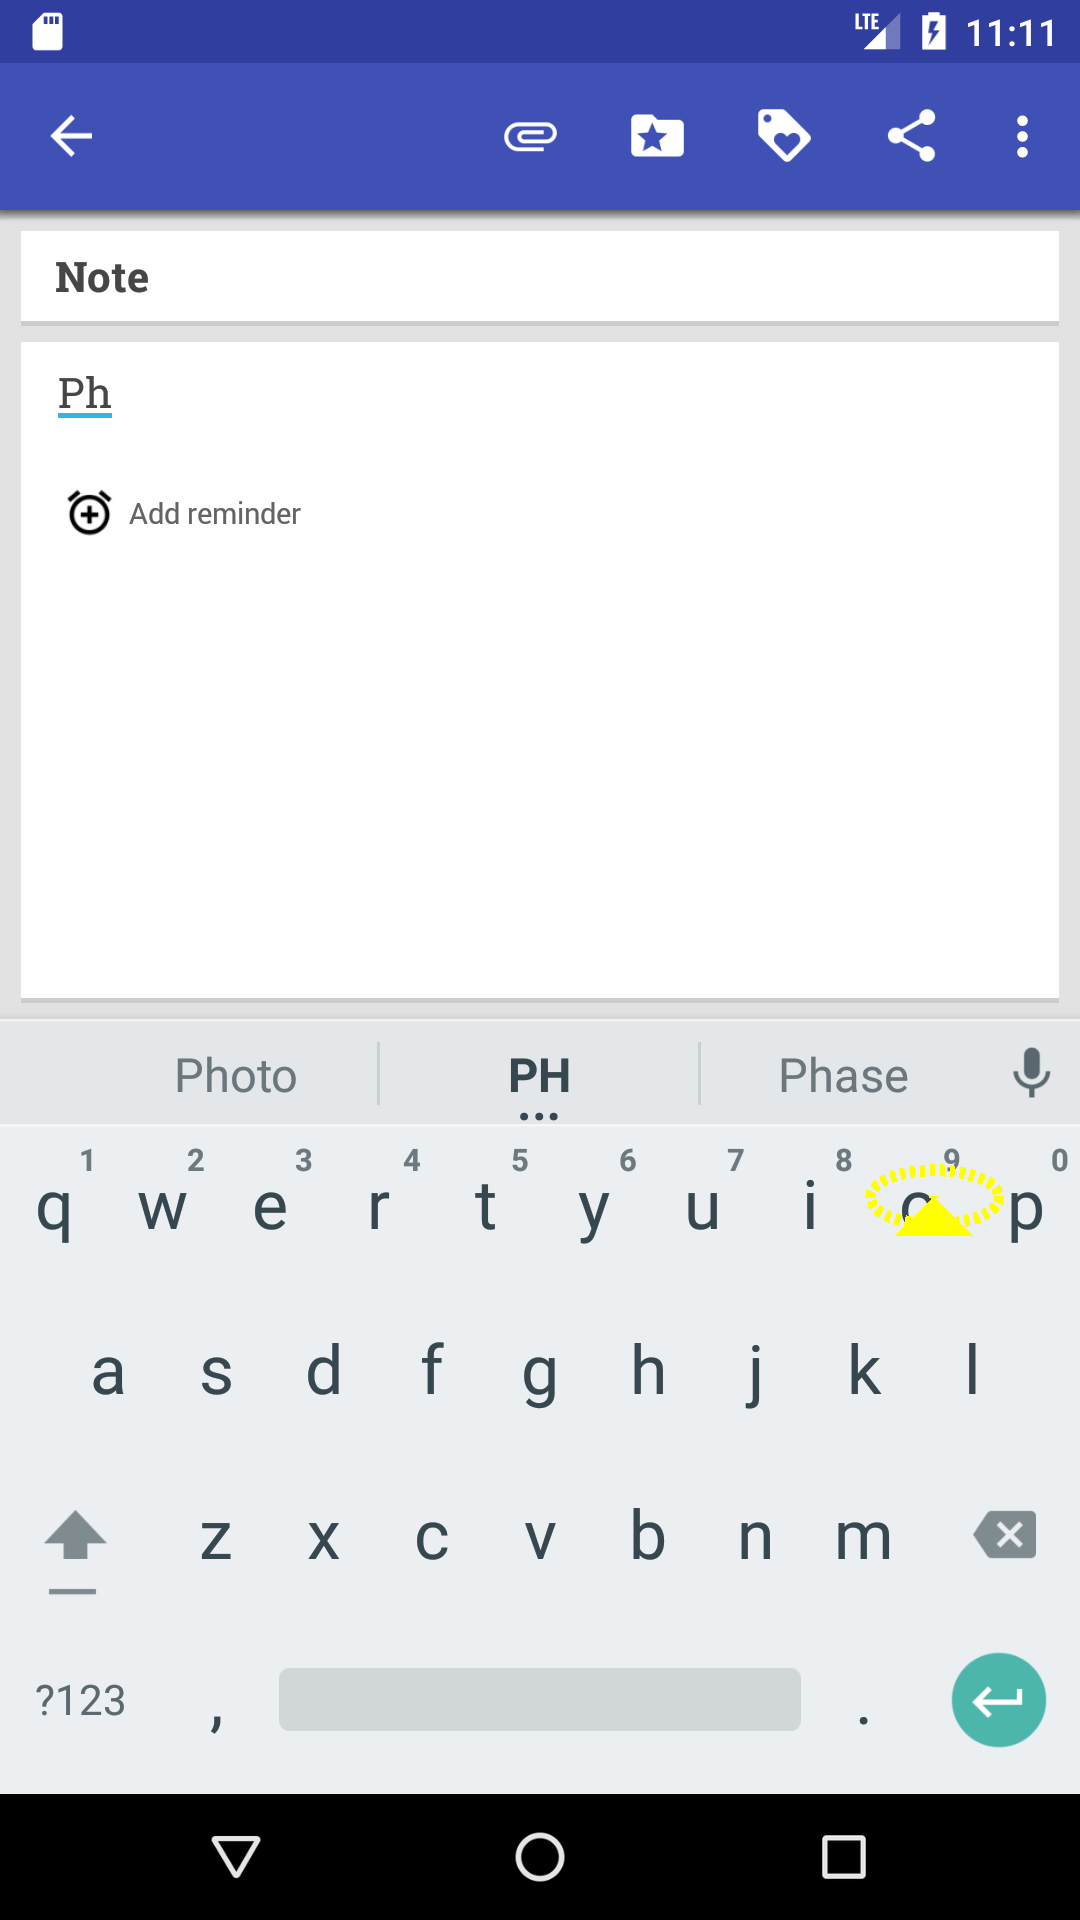 LTE 11:11
Note
Ph
Add reminder
Photo PH Phase
1 2 3 4 5 6 7 8 9 0
q w e r t y u i o p
a s d f g h j k l
z x c v b n m
?123 , .